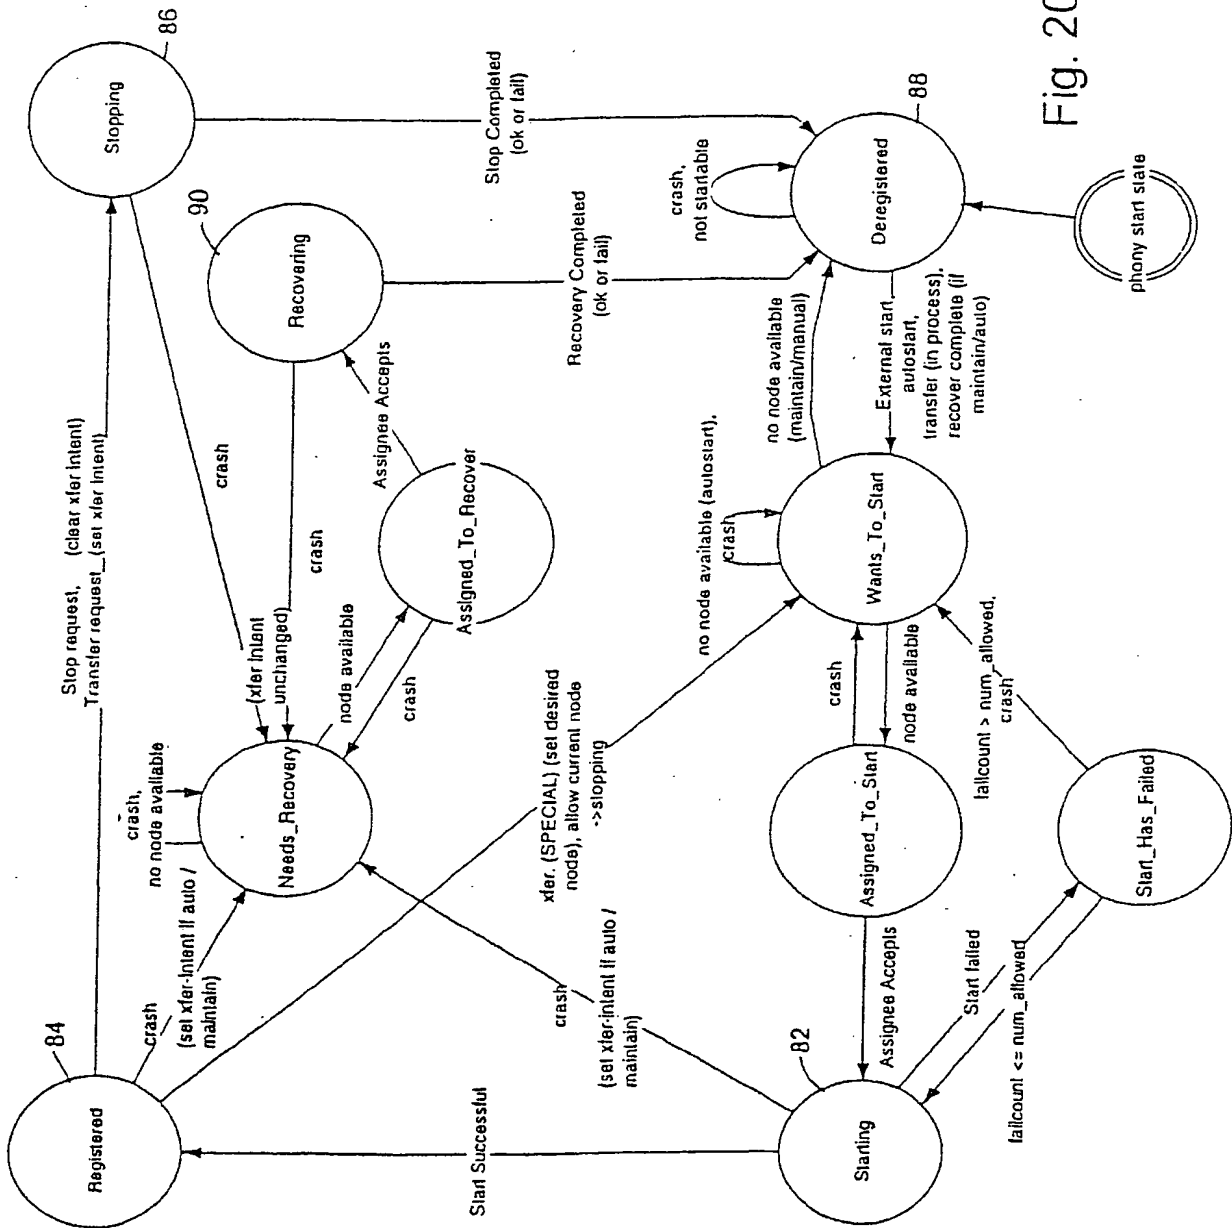 Registered
84
Stop request,    (clear xfer Intent)
Transfer request_(set xfer Intent)
Stopping
86
crash
(set xfer-Intent if auto /
maintain)
crash,
no node available
Needs_Recovery
(xfer Intent
unchanged)
crash
crash
Recovering
90
node available
crash
Assigned_To_Recover
Assignee Accepts
Stop Completed
(ok or fail)
Recovery Completed
(ok or fail)
xfer. (SPECIAL) (set desired
node), allow current node
->stopping
Start Successful
crash
(set xfer-intent if auto /
maintain)
no node available (autostart),
crash
no node available
(maintain/manual)
crash,
not startable
Starting
82
Assignee Accepts
Assigned_To_Start
crash
node available
Wants_To_Start
External start,
autostart,
transfer (in process),
recover complete (if
maintain/auto)
Deregistered
88
failcount <= num_allowed
Start failed
Start_Has_Failed
failcount > num_allowed,
crash
phony start state
Fig. 20